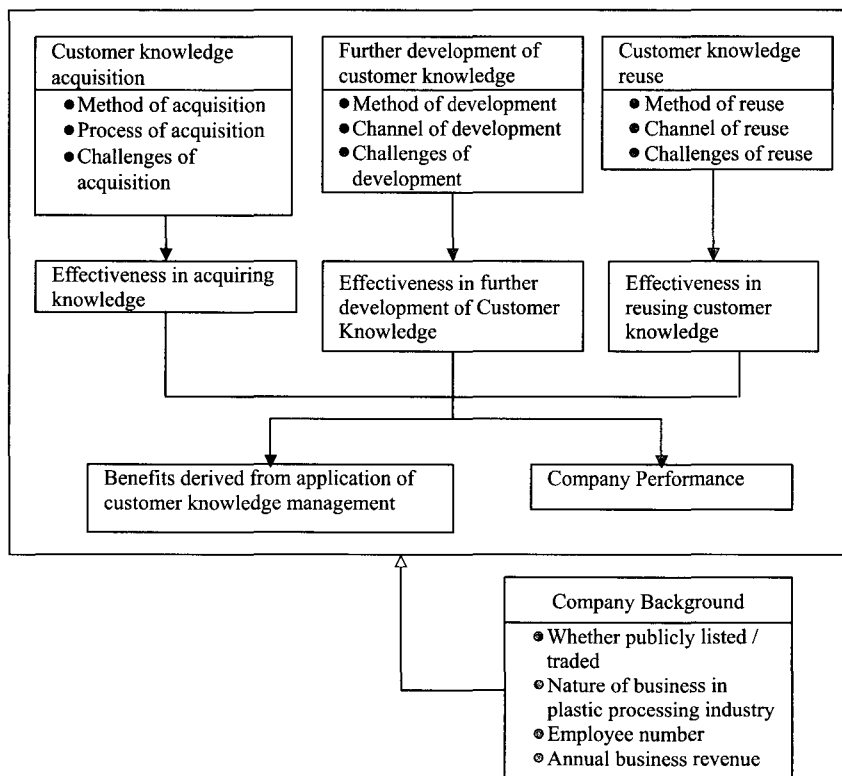 Customer knowledge
acquisition
●Method of acquisition
●Process of acquisition
●Challenges of
acquisition
Further development of
customer knowledge
●Method of development
●Channel of development
●Challenges of
development
Customer knowledge
reuse
●Method of reuse
●Channel of reuse
●Challenges of reuse
Effectiveness in acquiring
knowledge
Effectiveness in further
development of Customer
Knowledge
Effectiveness in
reusing customer
knowledge
Benefits derived from application of
customer knowledge management
Company Performance
Company Background
●Whether publicly listed /
traded
●Nature of business in
plastic processing industry
●Employee number
●Annual business revenue